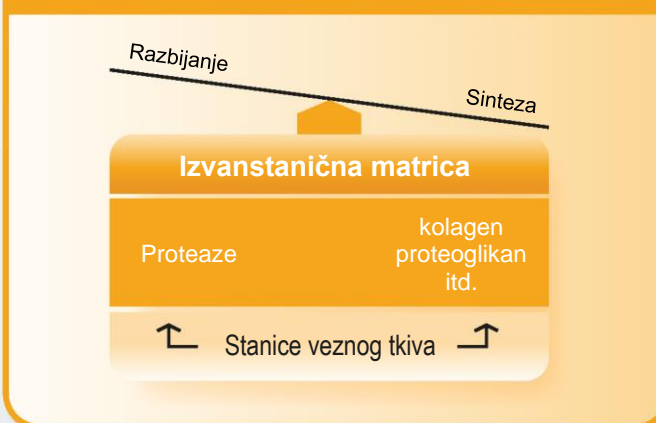 Razbijanje
Sinteza
Izvanstanična matrica
Proteaze
kolagen
proteoglikan
itd.
Stanice veznog tkiva